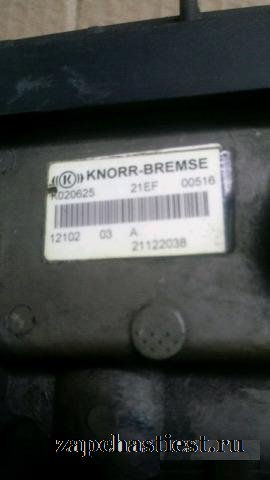 KNORR-BREMSE
K020625 21EF 00516
12102 03 A
21122038
zapchastiest.ru